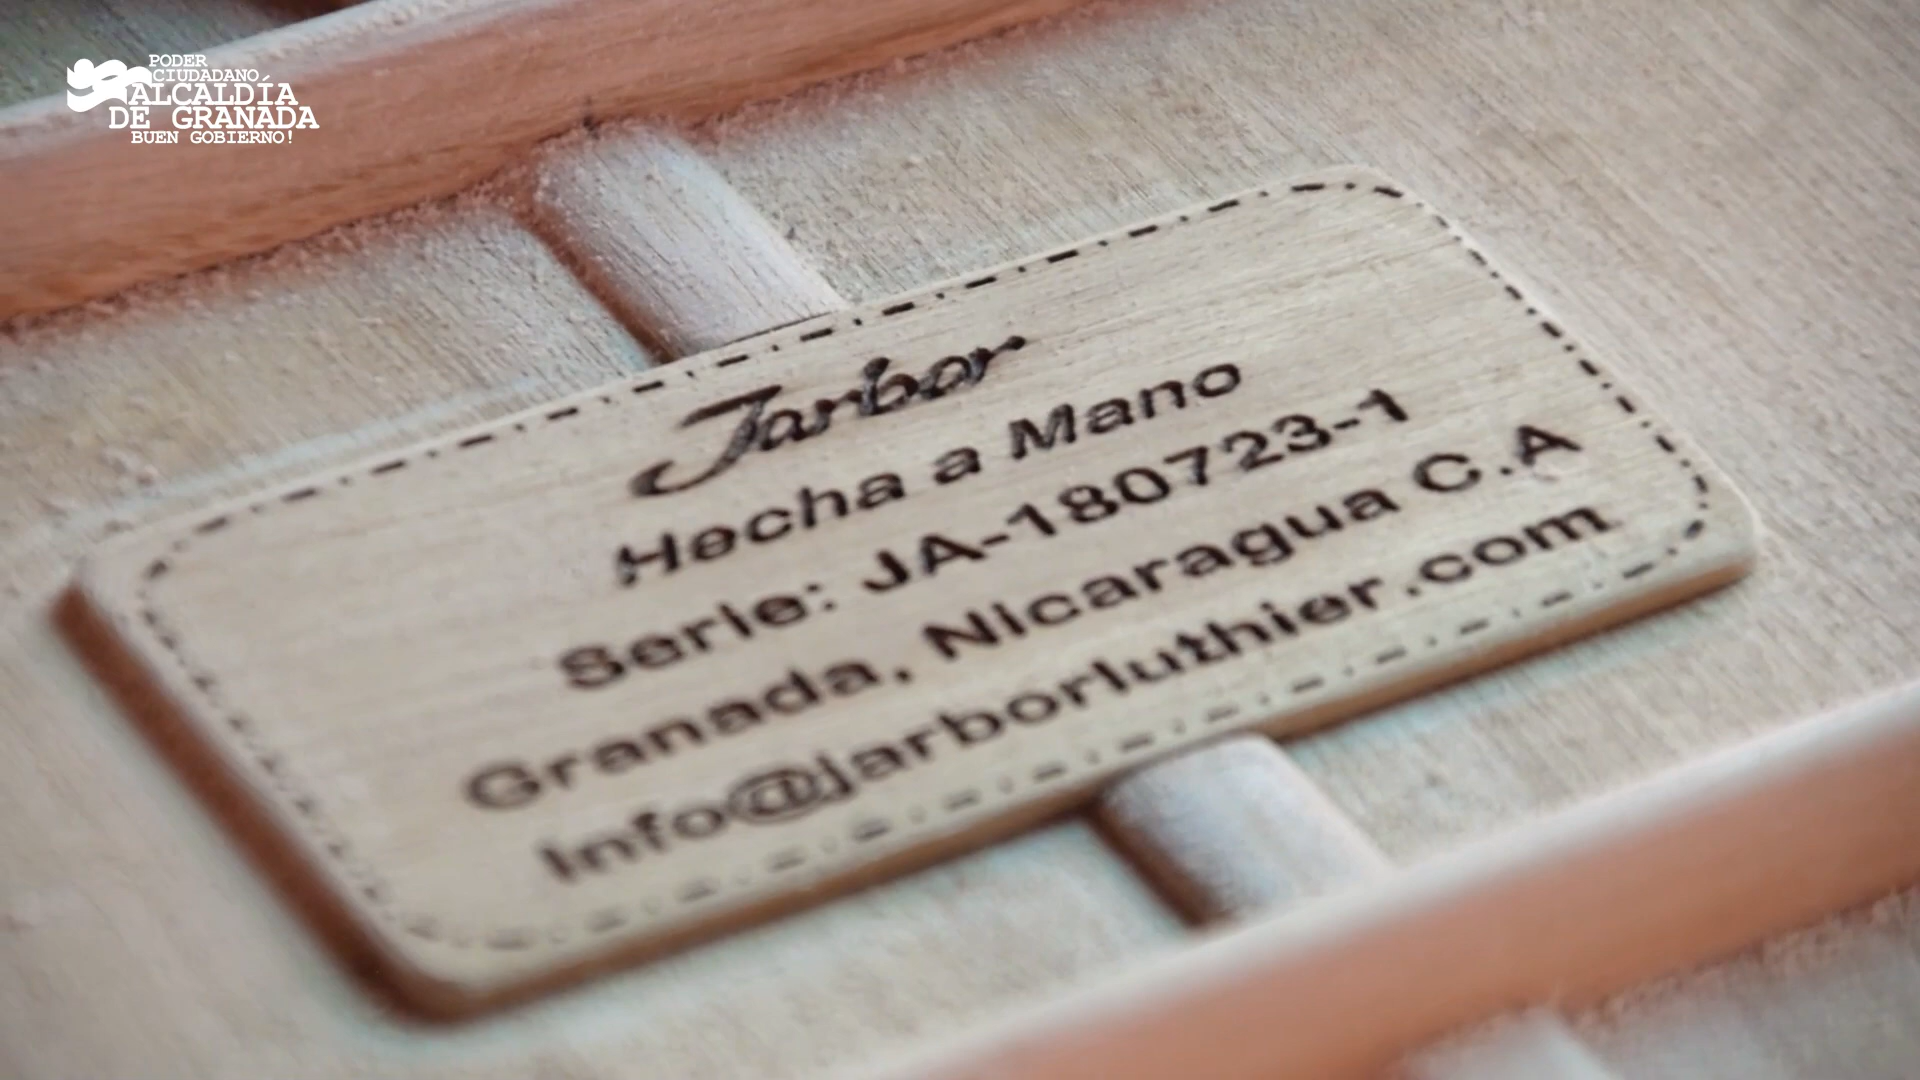 PODER
CIUDADANO
ALCALDÍA
DE GRANADA
BUEN GOBIERNO!
Jarbor
Hecha a Mano
Serie: JA-180723-1
Granada, Nicaragua C.A
Info@jarborluthier.com